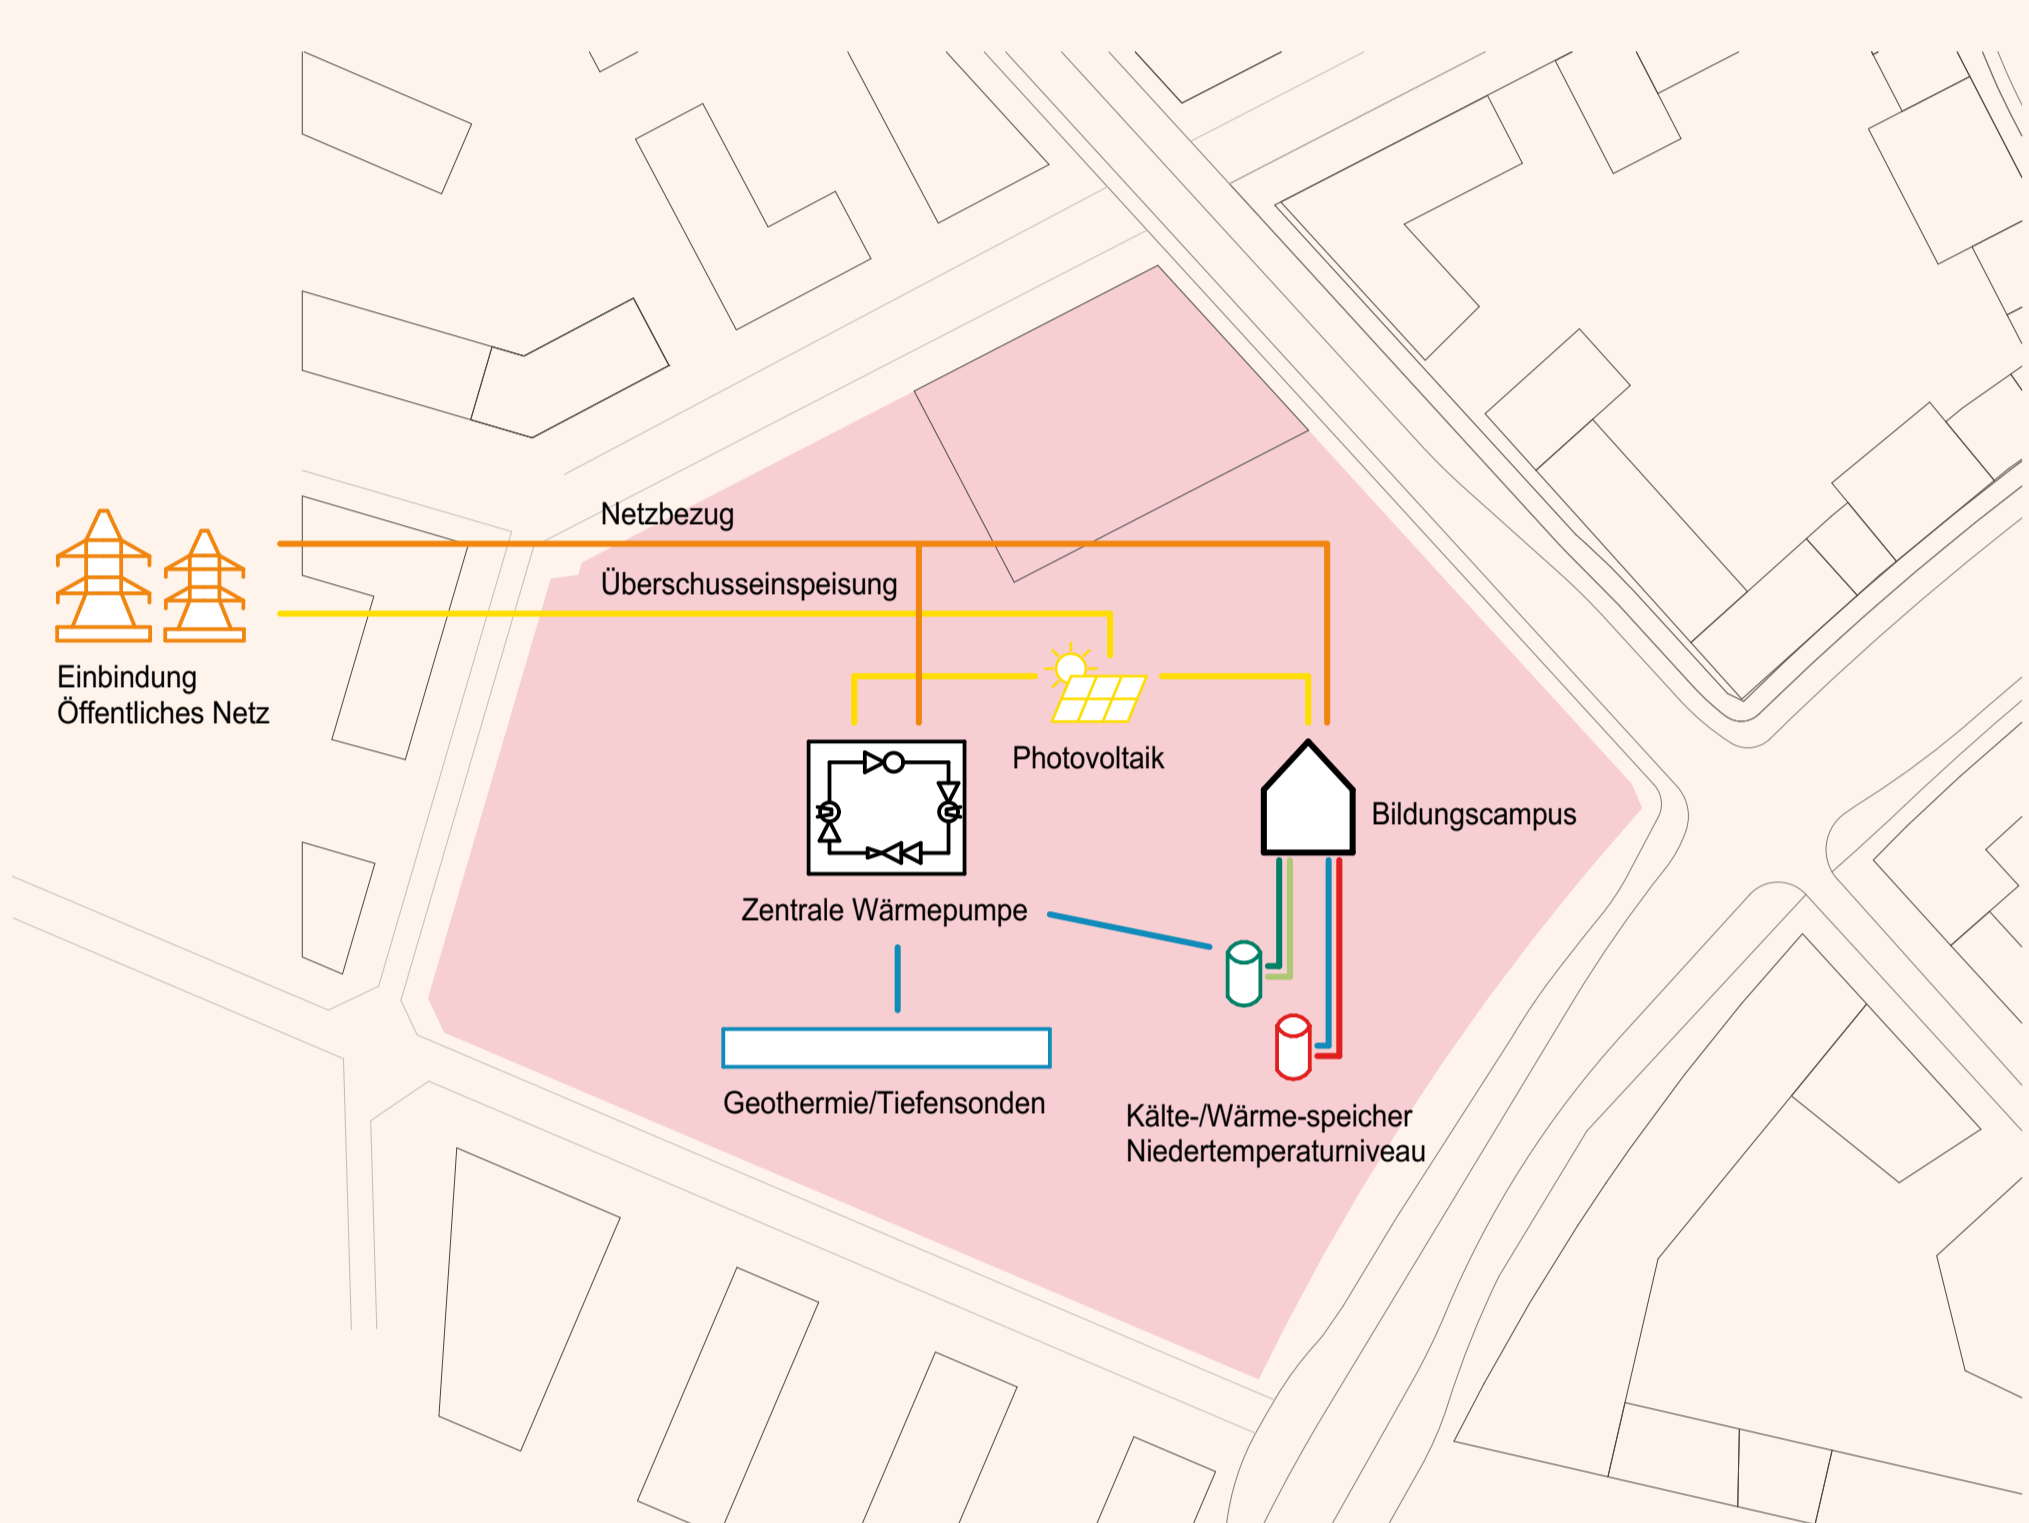 Netzbezug
Überschusseinspeisung
Einbindung
Öffentliches Netz
Photovoltaik
Bildungscampus
Zentrale Wärmepumpe
Geothermie/Tiefensonden
Kälte-/Wärme-speicher
Niedertemperaturniveau